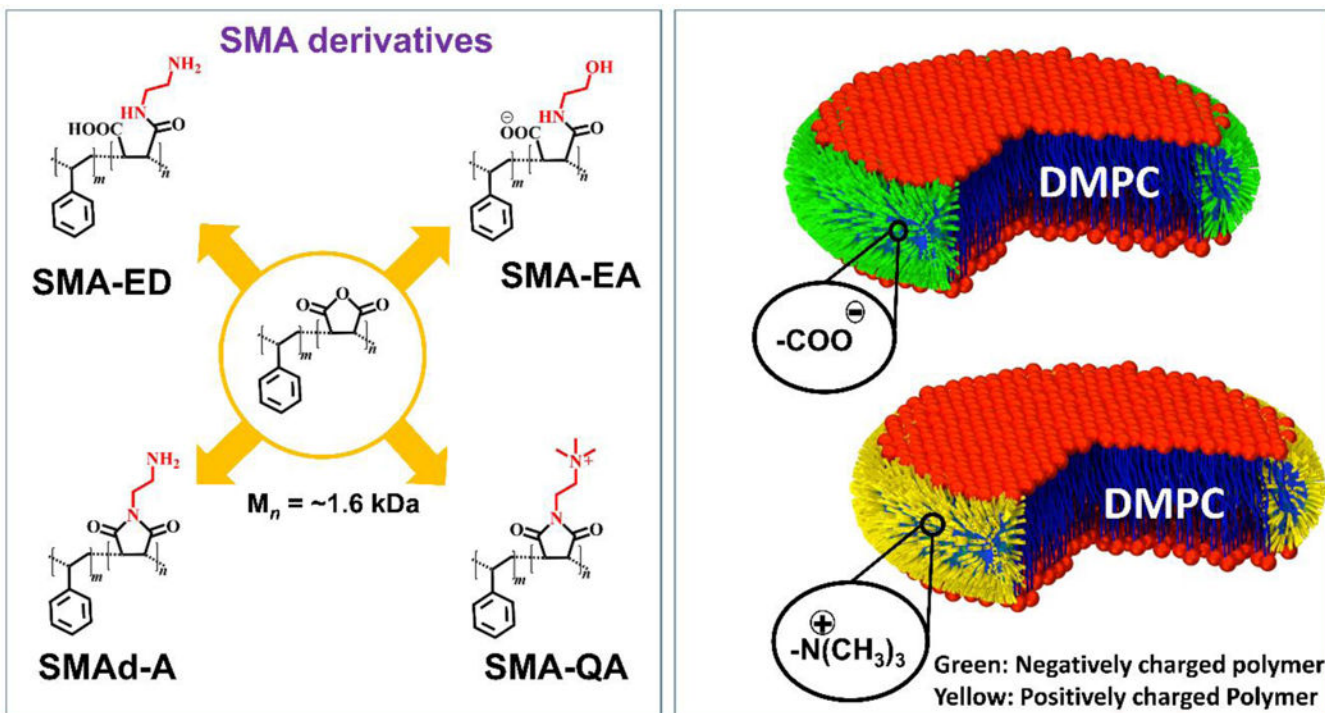 SMA derivatives
NH₂
HN
HOOC
O
m
n
SMA-ED
OH
HN
⊖
OOC
O
m
n
SMA-EA
O
O
O
m
n
Mn = ~1.6 kDa
NH₂
N
O
O
m
n
SMAd-A
N+
N
O
O
m
n
SMA-QA
DMPC
-COO⊖
DMPC
-N⊕(CH₃)₃
Green: Negatively charged polymer
Yellow: Positively charged Polymer